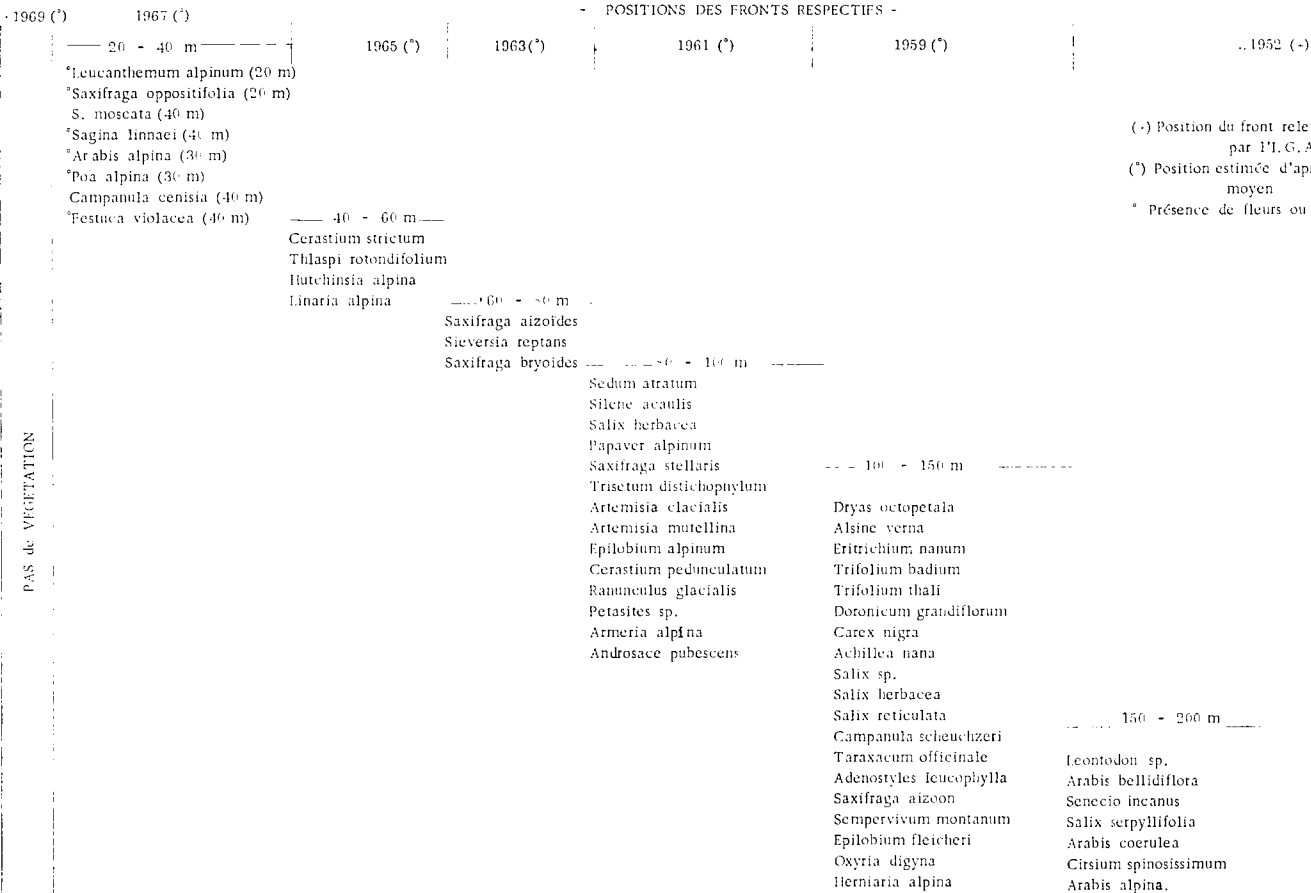 - POSITIONS DES FRONTS RESPECTIFS -
1969 (°) 1967 (°)
20 - 40 m 1965 (°) 1963(°) 1961 (°) 1959 (°) 1952 (-)
°Leucanthemum alpinum (20 m)
°Saxifraga oppositifolia (20 m)
S. moscata (40 m)
°Sagina linnaei (40 m)
°Arabis alpina (30 m)
°Poa alpina (30 m)
Campanula cenisia (40 m)
°Festuca violacea (40 m)
(-) Position du front rele
par l'I.G.
(°) Position estimée d'ap
moyen
° Présence de fleurs ou
40 - 60 m
Cerastium strictum
Thlaspi rotondifolium
Hutchinsia alpina
Linaria alpina
60 - 80 m
Saxifraga aizoïdes
Sieversia reptans
Saxifraga bryoides
80 - 100 m
Sedum atratum
Silene acaulis
Salix herbacea
Papaver alpinum
Saxifraga stellaris
Trisetum distichophylum
Artemisia clacialis
Artemisia mutellina
Epilobium alpinum
Cerastium pedunculatum
Ranunculus glacialis
Petasites sp.
Armeria alpina
Androsace pubescens
100 - 150 m
Dryas octopetala
Alsine verna
Eritrichium nanum
Trifolium badium
Trifolium thali
Doronicum grandiflorum
Carex nigra
Achillea nana
Salix sp.
Salix herbacea
Salix reticulata
Campanula scheuchzeri
Taraxacum officinale
Adenostyles leucophylla
Saxifraga aizoon
Sempervivum montanum
Epilobium fleicheri
Oxyria digyna
Herniaria alpina
150 - 200 m
Leontodon sp.
Arabis bellidiflora
Senecio incanus
Salix serpyllifolia
Arabis coerulea
Cirsium spinosissimum
Arabis alpina.
PAS de VEGETATION